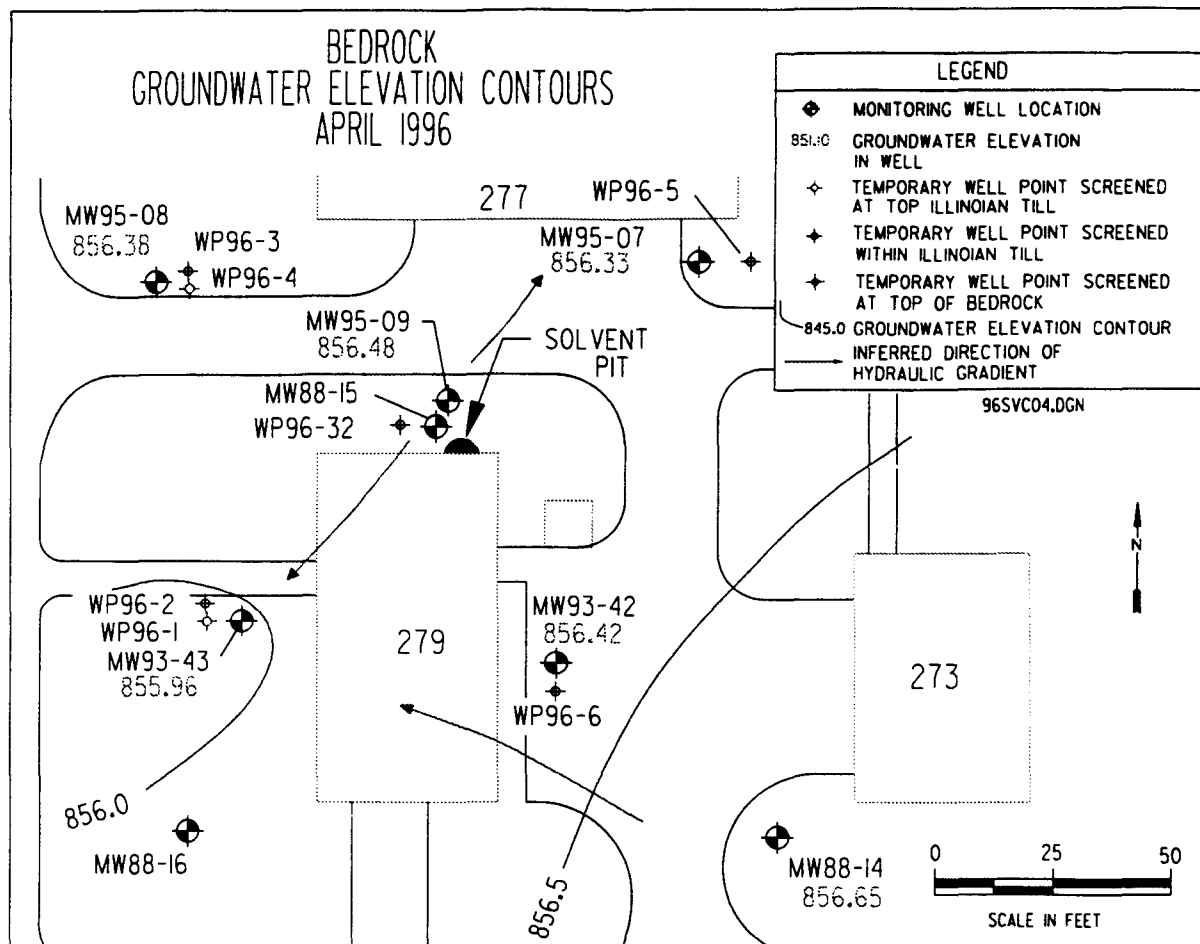 BEDROCK
GROUNDWATER ELEVATION CONTOURS
APRIL 1996
LEGEND
MONITORING WELL LOCATION
851.10 GROUNDWATER ELEVATION
IN WELL
TEMPORARY WELL POINT SCREENED
AT TOP ILLINOIAN TILL
TEMPORARY WELL POINT SCREENED
WITHIN ILLINOIAN TILL
TEMPORARY WELL POINT SCREENED
AT TOP OF BEDROCK
845.0 GROUNDWATER ELEVATION CONTOUR
INFERRED DIRECTION OF
HYDRAULIC GRADIENT
96SVC04.DGN
277
WP96-5
MW95-08
856.38
WP96-3
WP96-4
MW95-07
856.33
MW95-09
856.48
SOLVENT
PIT
MW88-15
WP96-32
N
WP96-2
WP96-1
MW93-43
855.96
279
MW93-42
856.42
WP96-6
273
856.0
MW88-16
856.5
MW88-14
856.65
0 25 50
SCALE IN FEET